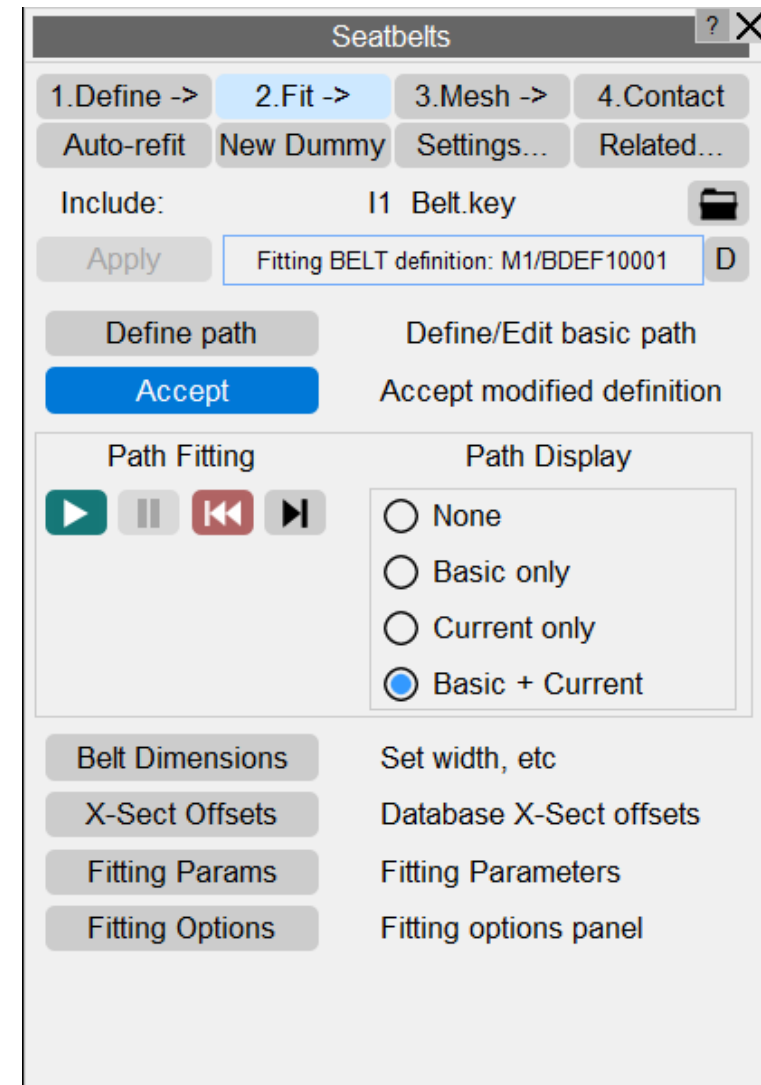 Seatbelts ? X
1.Define -> 2.Fit -> 3.Mesh -> 4.Contact
Auto-refit New Dummy Settings... Related...
Include: I1 Belt.key
Apply Fitting BELT definition: M1/BDEF10001 D
Define path Define/Edit basic path
Accept Accept modified definition
Path Fitting Path Display
None
Basic only
Current only
Basic + Current
Belt Dimensions Set width, etc
X-Sect Offsets Database X-Sect offsets
Fitting Params Fitting Parameters
Fitting Options Fitting options panel